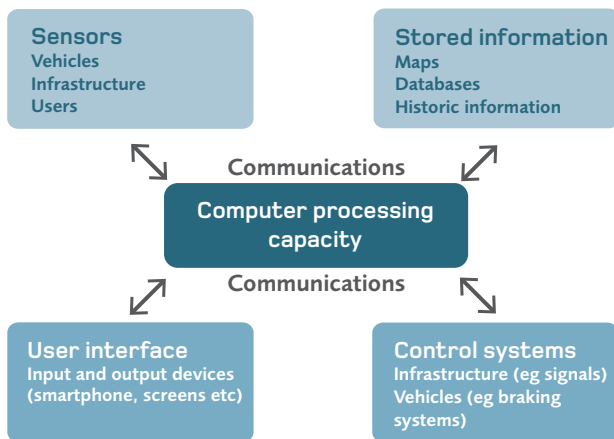 Sensors
Vehicles
Infrastructure
Users
Stored information
Maps
Databases
Historic information
Communications
Computer processing
capacity
Communications
User interface
Input and output devices
(smartphone, screens etc)
Control systems
Infrastructure (eg signals)
Vehicles (eg braking
systems)